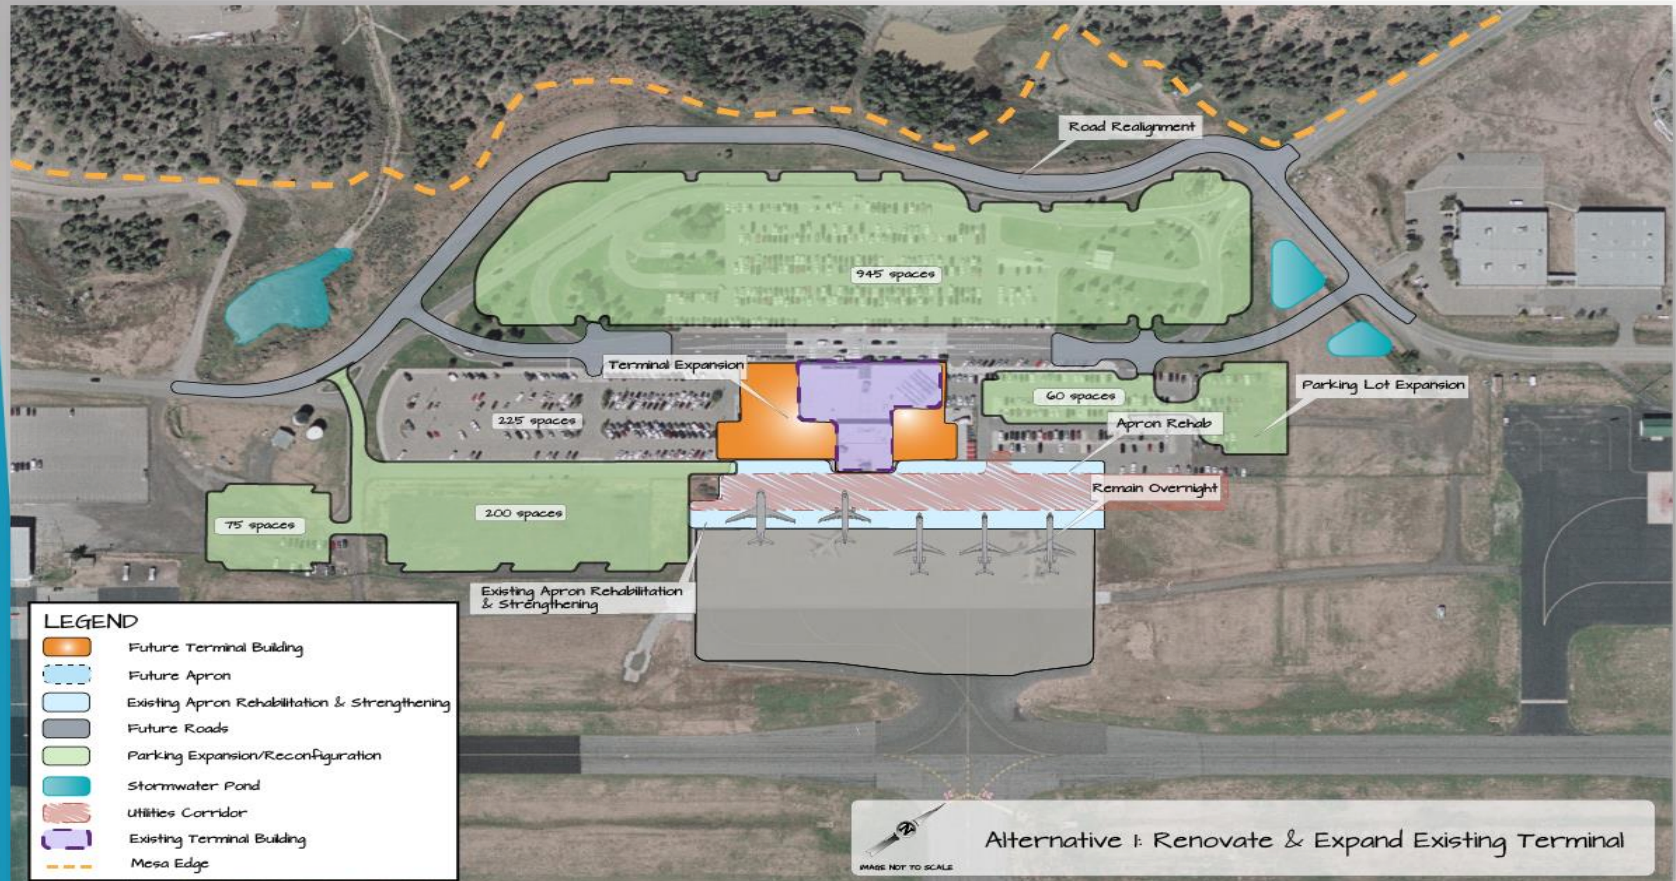 Road Realignment
945 spaces
Terminal Expansion
Parking Lot Expansion
60 spaces
225 spaces
Apron Rehab
Remain Overnight
200 spaces
75 spaces
Existing Apron Rehabilitation
& Strengthening
LEGEND
Future Terminal Building
Future Apron
Existing Apron Rehabilitation & Strengthening
Future Roads
Parking Expansion/Reconfiguration
Stormwater Pond
Utilities Corridor
Existing Terminal Building
Mesa Edge
N
IMAGE NOT TO SCALE
Alternative 1: Renovate & Expand Existing Terminal